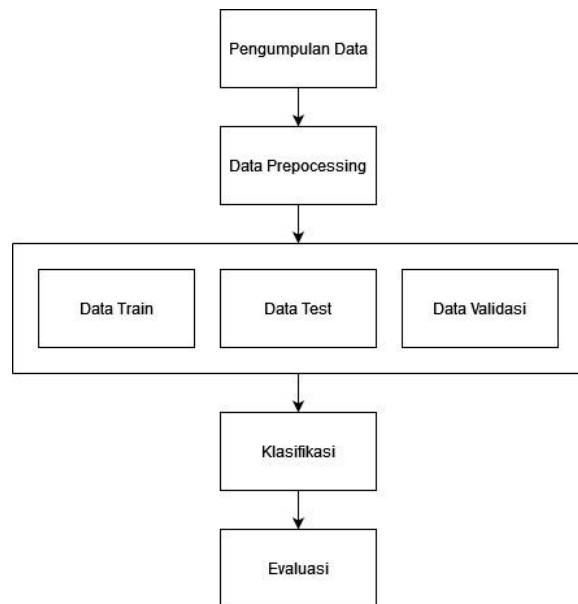 Pengumpulan Data
Data Prepocessing
Data Train
Data Test
Data Validasi
Klasifikasi
Evaluasi